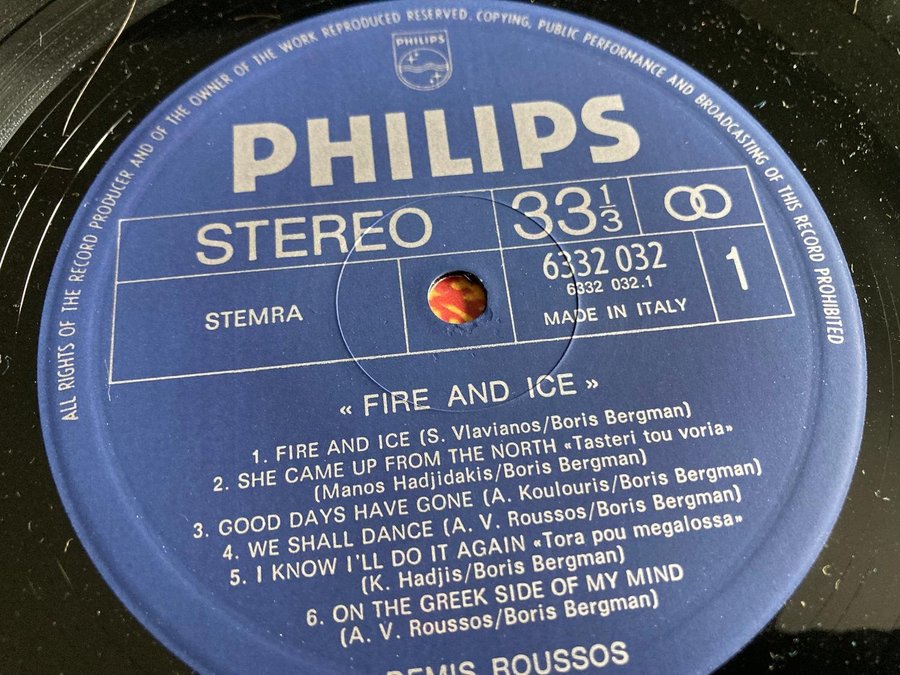 ALL RIGHTS OF THE RECORD PRODUCER AND OF THE OWNER OF THE WORK REPRODUCED RESERVED. COPYING, PUBLIC PERFORMANCE AND BROADCASTING OF THIS RECORD PROHIBITED
PHILIPS
PHILIPS
STEREO 33 1/3
STEMRA
6332 032
6332 032.1
MADE IN ITALY
1
« FIRE AND ICE »
1. FIRE AND ICE (S. Vlavianos/Boris Bergman)
2. SHE CAME UP FROM THE NORTH «Tasteri tou voria»
(Manos Hadjidakis/Boris Bergman)
3. GOOD DAYS HAVE GONE (A. Koulouris/Boris Bergman)
4. WE SHALL DANCE (A. V. Roussos/Boris Bergman)
5. I KNOW I'LL DO IT AGAIN «Tora pou megalossa»
(K. Hadjis/Boris Bergman)
6. ON THE GREEK SIDE OF MY MIND
(A. V. Roussos/Boris Bergman)
DEMIS ROUSSOS